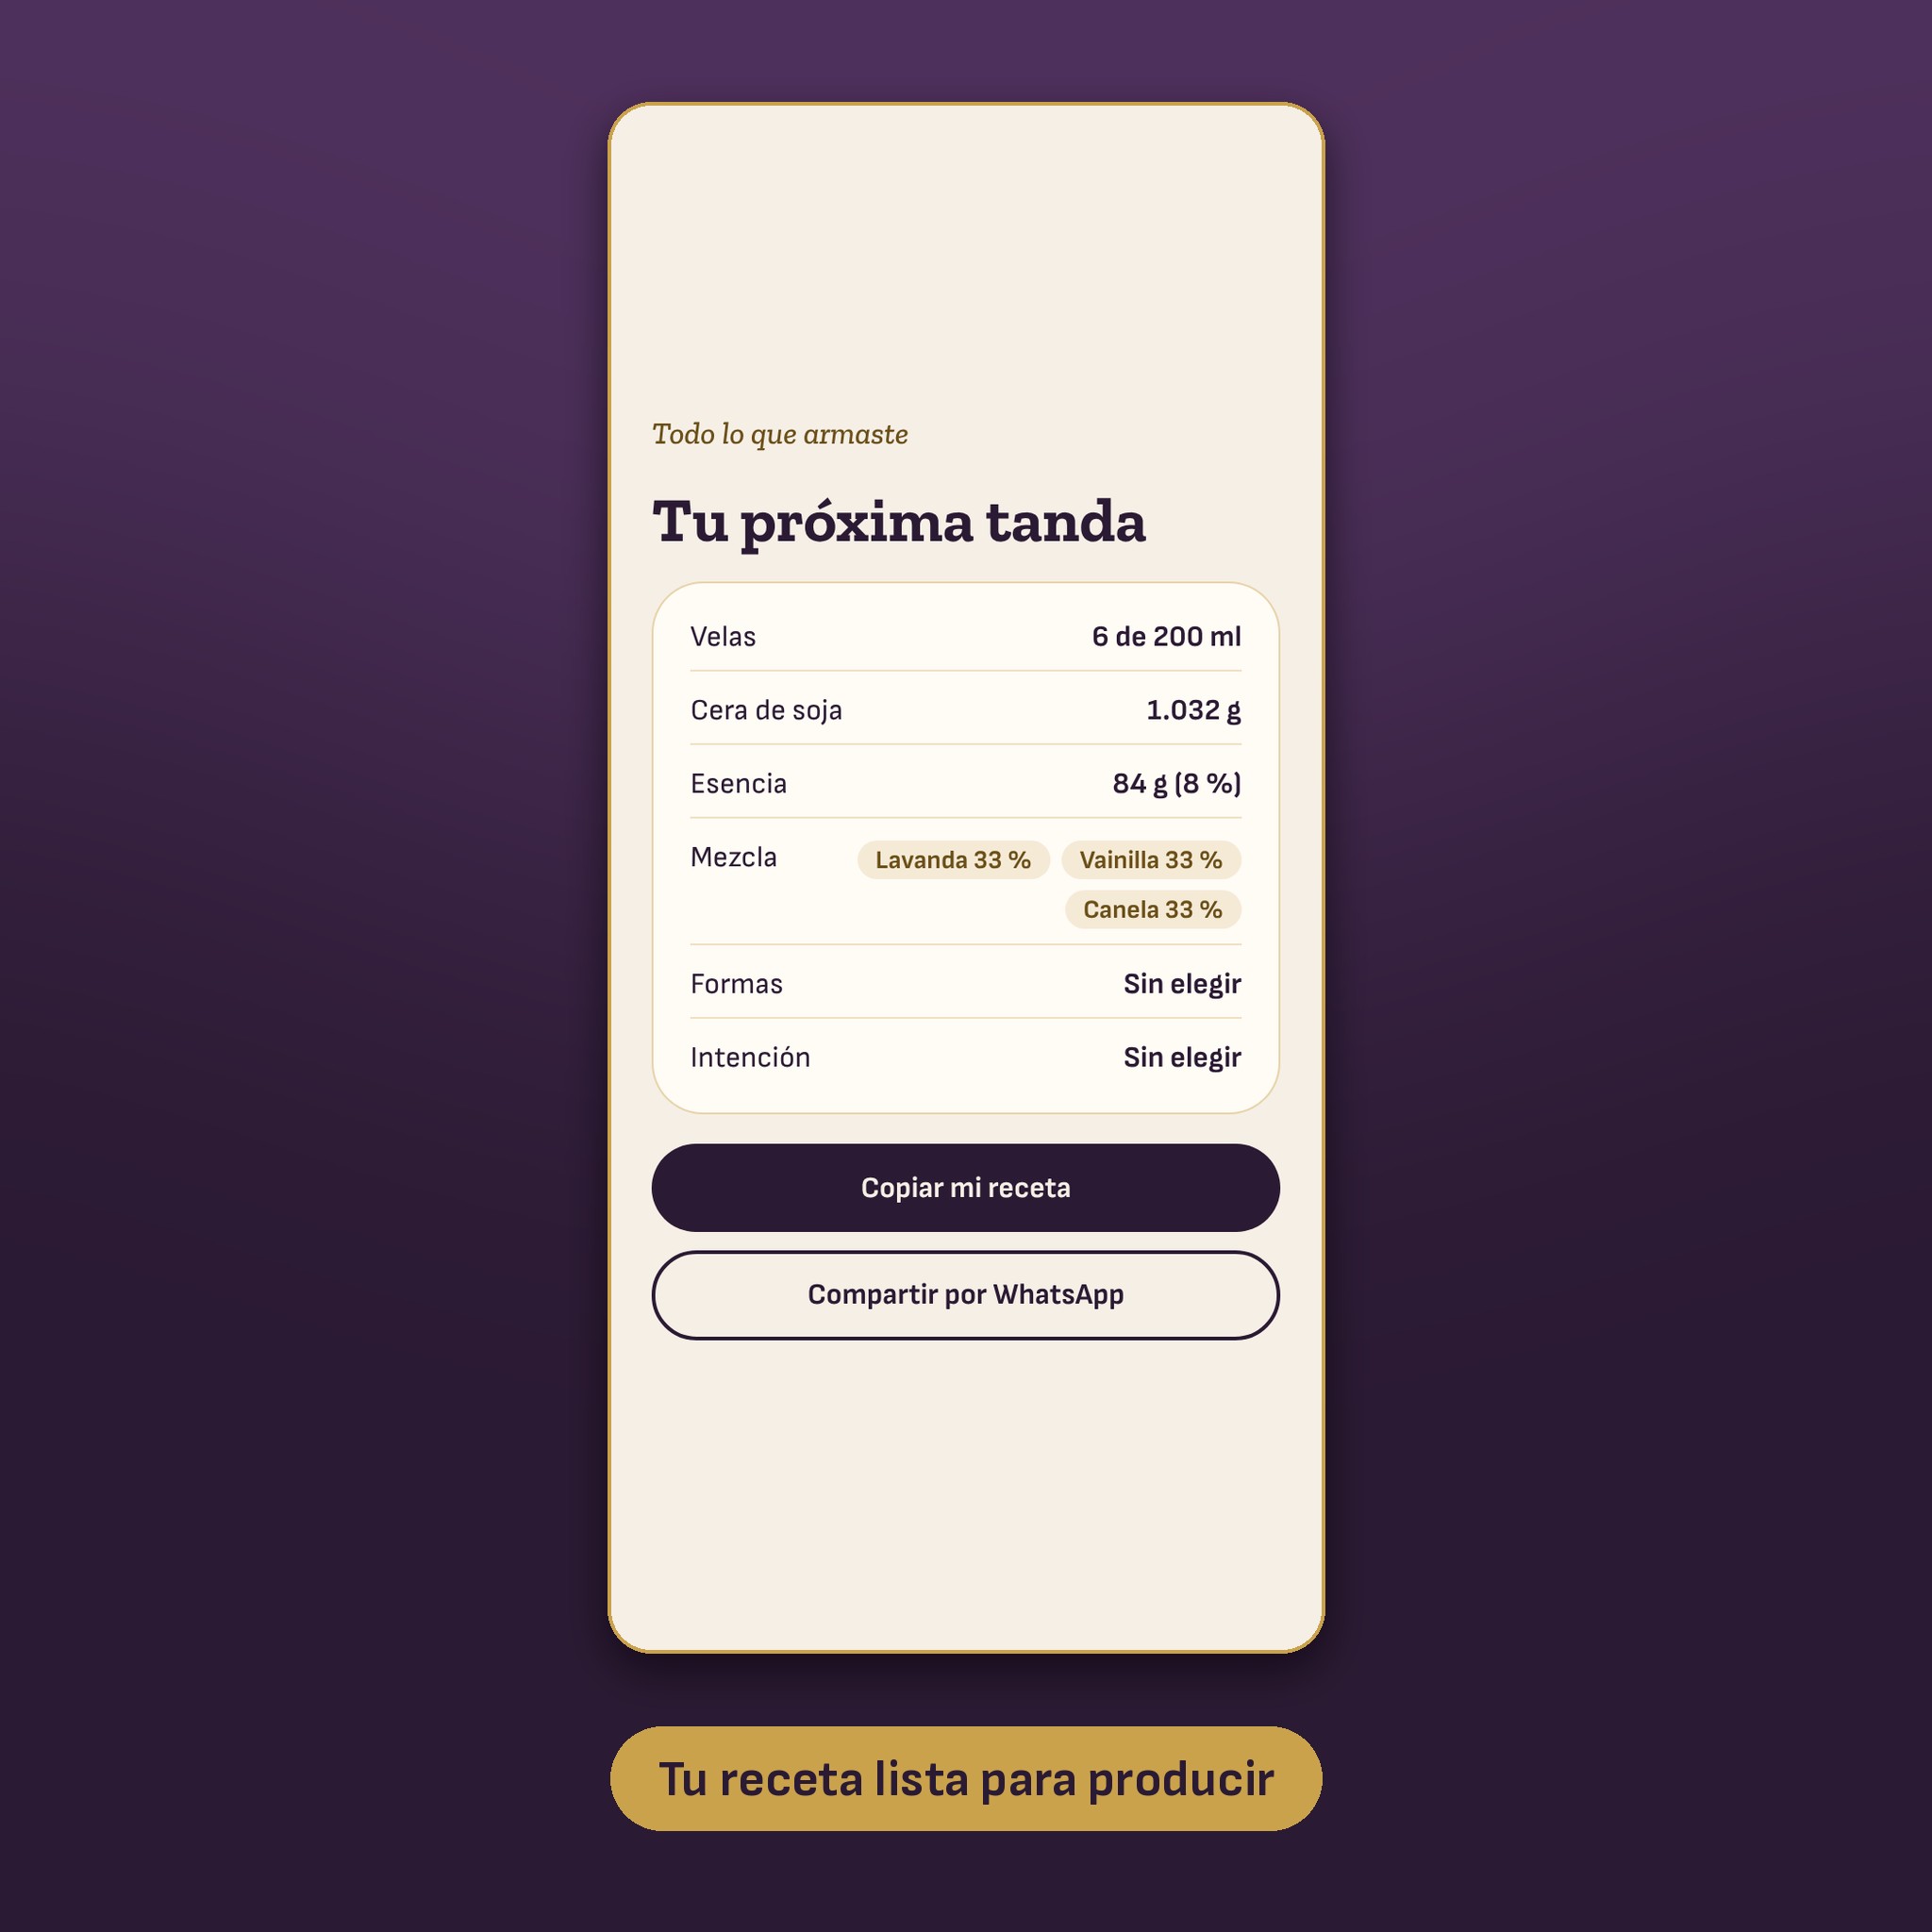 Todo lo que armaste
Tu próxima tanda
Velas 6 de 200 ml
Cera de soja 1.032 g
Esencia 84 g (8 %)
Mezcla Lavanda 33 % Vainilla 33 %
Canela 33 %
Formas Sin elegir
Intención Sin elegir
Copiar mi receta
Compartir por WhatsApp
Tu receta lista para producir